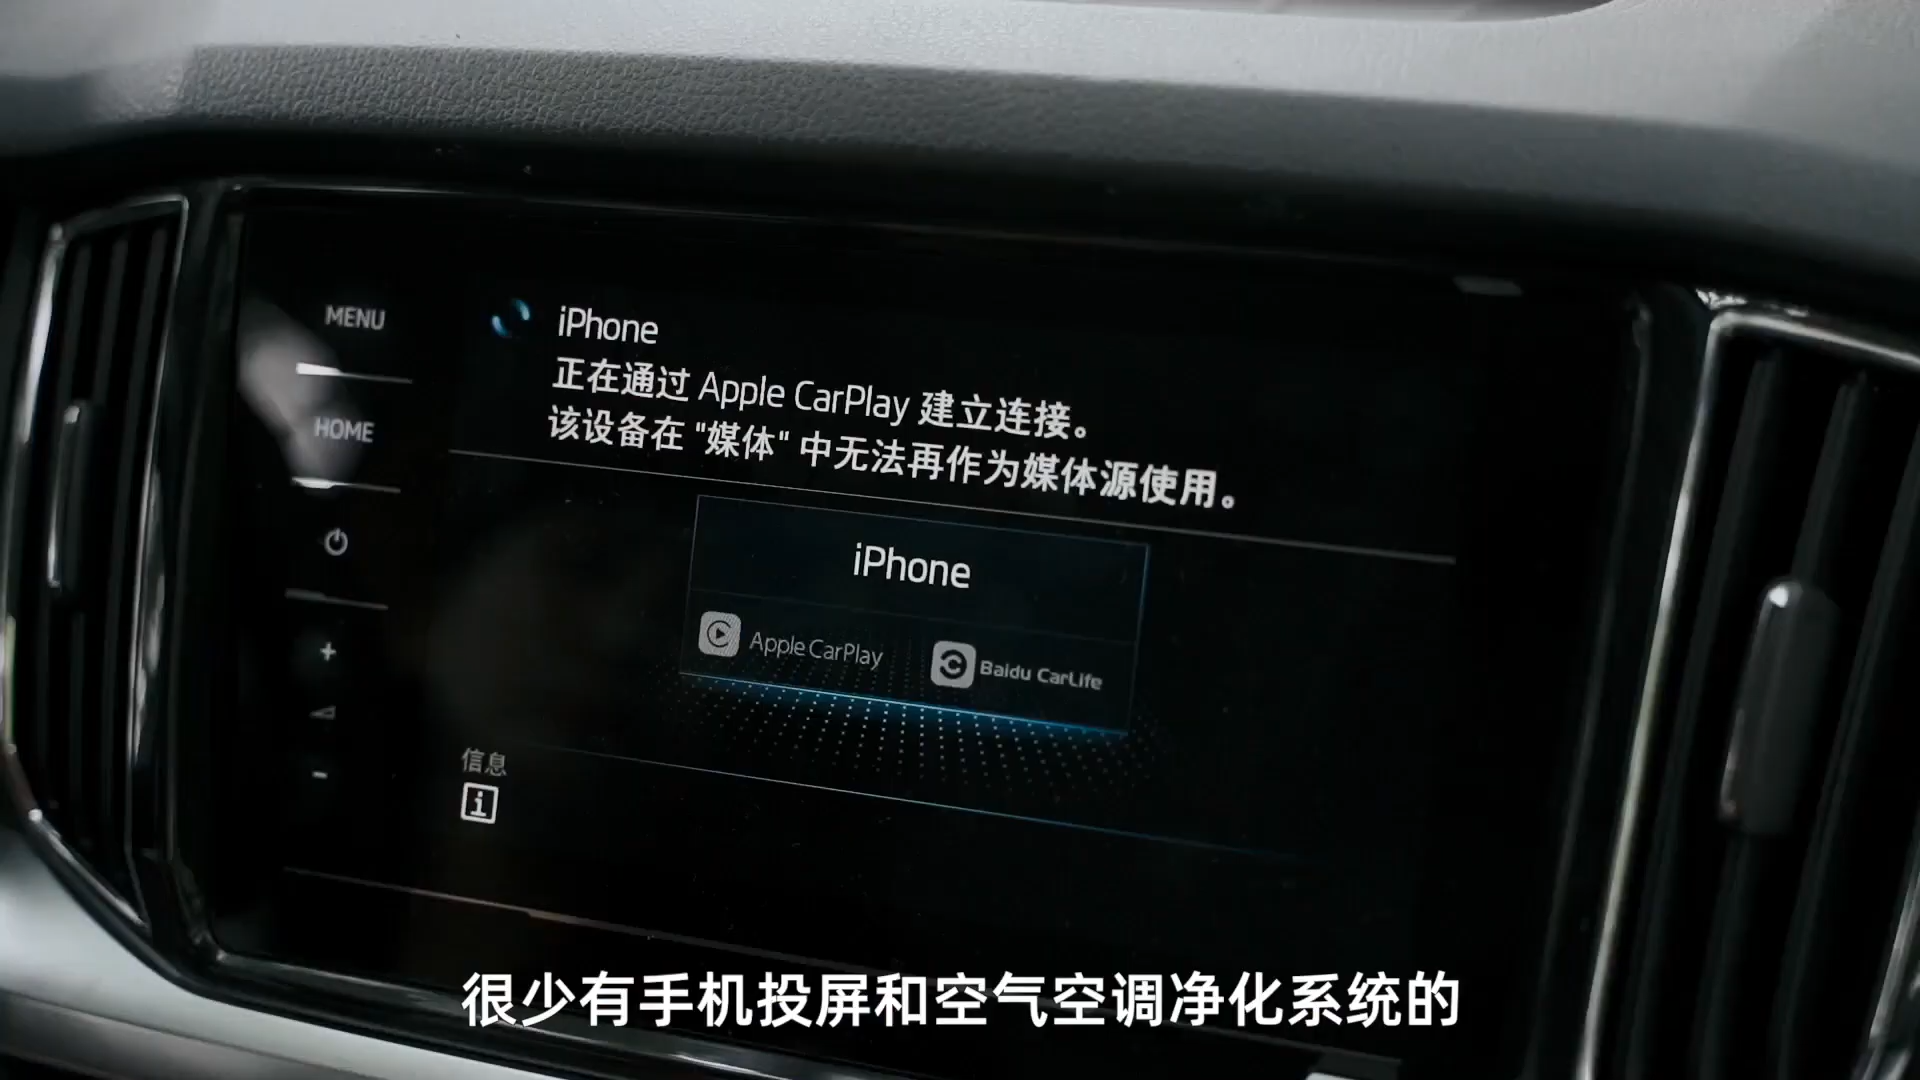 MENU
HOME
iPhone
正在通过 Apple CarPlay 建立连接。
该设备在 "媒体" 中无法再作为媒体源使用。
iPhone
Apple CarPlay
Baidu CarLife
+
-
信息
i
很少有手机投屏和空气空调净化系统的